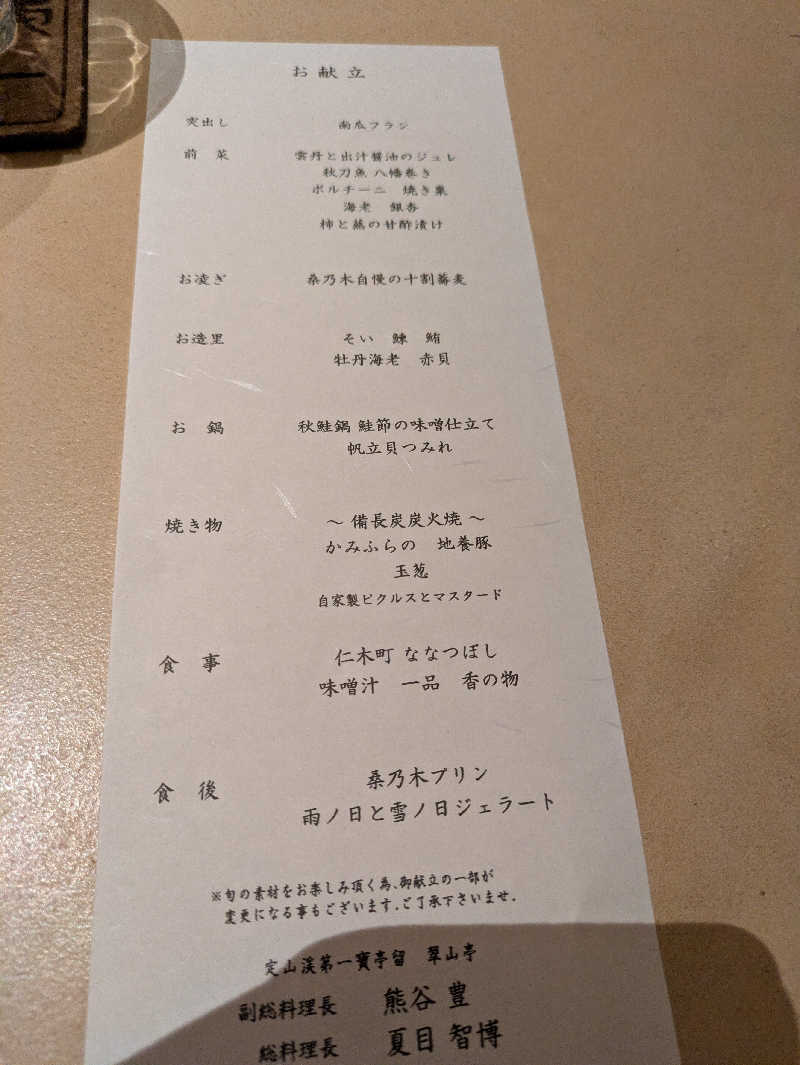 お献立
突出し 南瓜フラン
前菜 雲丹と出汁醤油のジュレ
秋刀魚 八幡巻き
ポルチーニ 焼き栗
海老 銀杏
柿と蕪の甘酢漬け
お凌ぎ 桑乃木自慢の十割蕎麦
お造里 そい 鰊 鮪
牡丹海老 赤貝
お鍋 秋鮭鍋 鮭節の味噌仕立て
帆立貝つみれ
焼き物 ～ 備長炭炭火焼 ～
かみふらの 地養豚
玉葱
自家製ピクルスとマスタード
食事 仁木町 ななつぼし
味噌汁 一品 香の物
食後 桑乃木プリン
雨ノ日と雪ノ日ジェラート
※旬の素材をお楽しみ頂く為、御献立の一部が
変更になる事もございます。ご了承下さいませ。
定山渓第一寶亭留 翠山亭
副総料理長 熊谷 豊
総料理長 夏目 智博